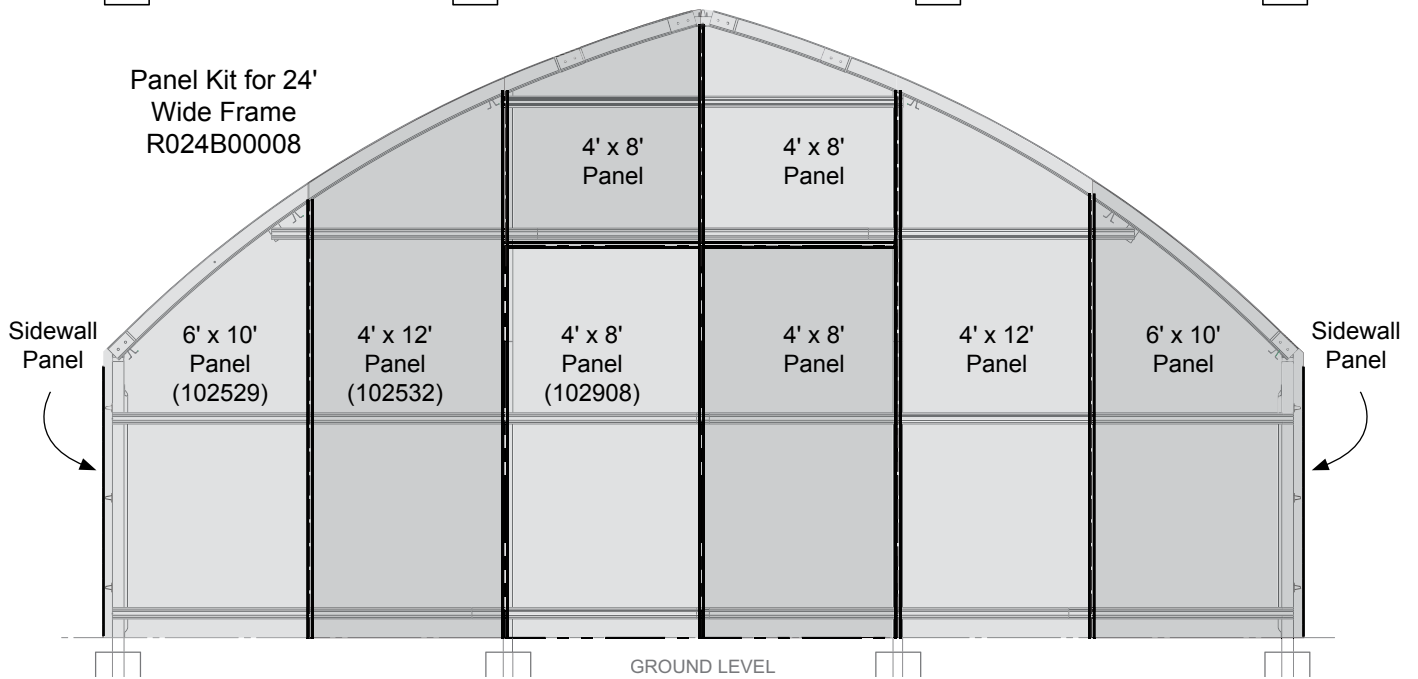 Panel Kit for 24'
Wide Frame
R024B00008
4' x 8'
Panel
4' x 8'
Panel
Sidewall
Panel
6' x 10'
Panel
(102529)
4' x 12'
Panel
(102532)
4' x 8'
Panel
(102908)
4' x 8'
Panel
4' x 12'
Panel
6' x 10'
Panel
Sidewall
Panel
GROUND LEVEL